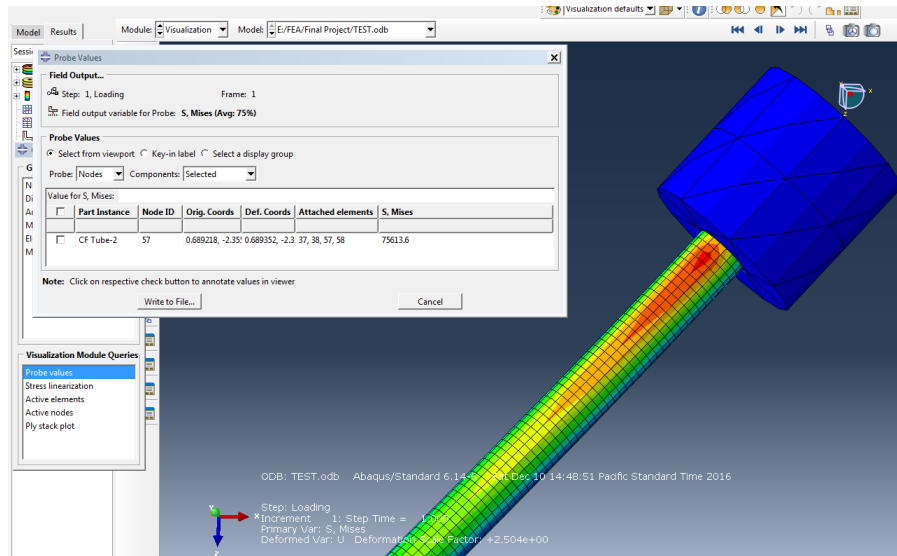 Visualization defaults
Model Results Module: Visualization Model: E:/FEA/Final Project/TEST.odb
Probe Values
Field Output...
Step: 1, Loading Frame: 1
Field output variable for Probe: S, Mises (Avg: 75%)
Probe Values
Select from viewport Key-in label Select a display group
Probe: Nodes Components: Selected
Value for S, Mises:
Part Instance Node ID Orig. Coords Def. Coords Attached elements S, Mises
CF Tube-2 57 0.689218, -2.35 0.689352, -2.3 37, 38, 57, 58 75613.6
Note: Click on respective check button to annotate values in viewer
Write to File... Cancel
Visualization Module Queries
Probe values
Stress linearization
Active elements
Active nodes
Ply stack plot
ODB: TEST.odb Abaqus/Standard 6.14- Dec 10 14:48:51 Pacific Standard Time 2016
Step: Loading
Increment 1: Step Time =
Primary Var: S, Mises
Deformed Var: U Deformation Scale Factor: +2.504e+00
X
Y
Z
x
z